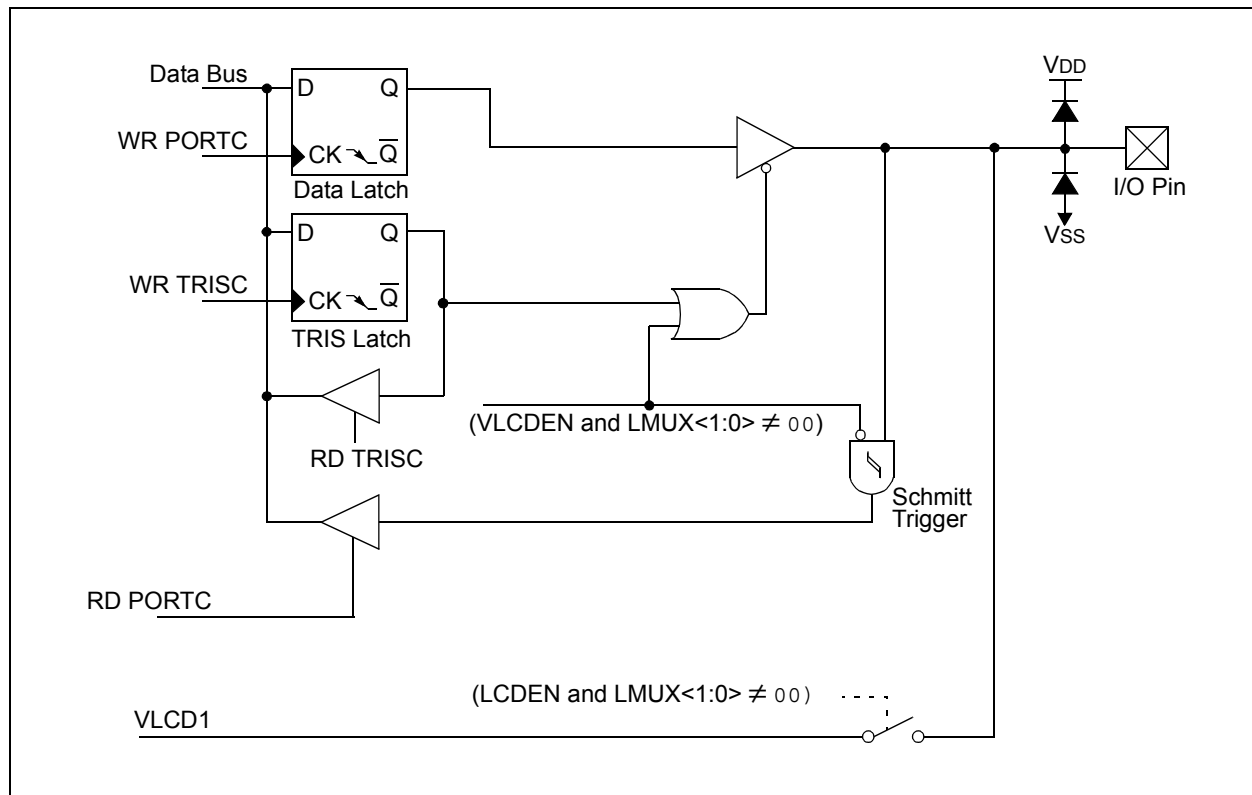 Data Bus
D Q
VDD
WR PORTC
CK Q̅
Data Latch
I/O Pin
VSS
D Q
WR TRISC
CK Q̅
TRIS Latch
(VLCDEN and LMUX<1:0> ≠ 00)
RD TRISC
Schmitt
Trigger
RD PORTC
(LCDEN and LMUX<1:0> ≠ 00)
VLCD1